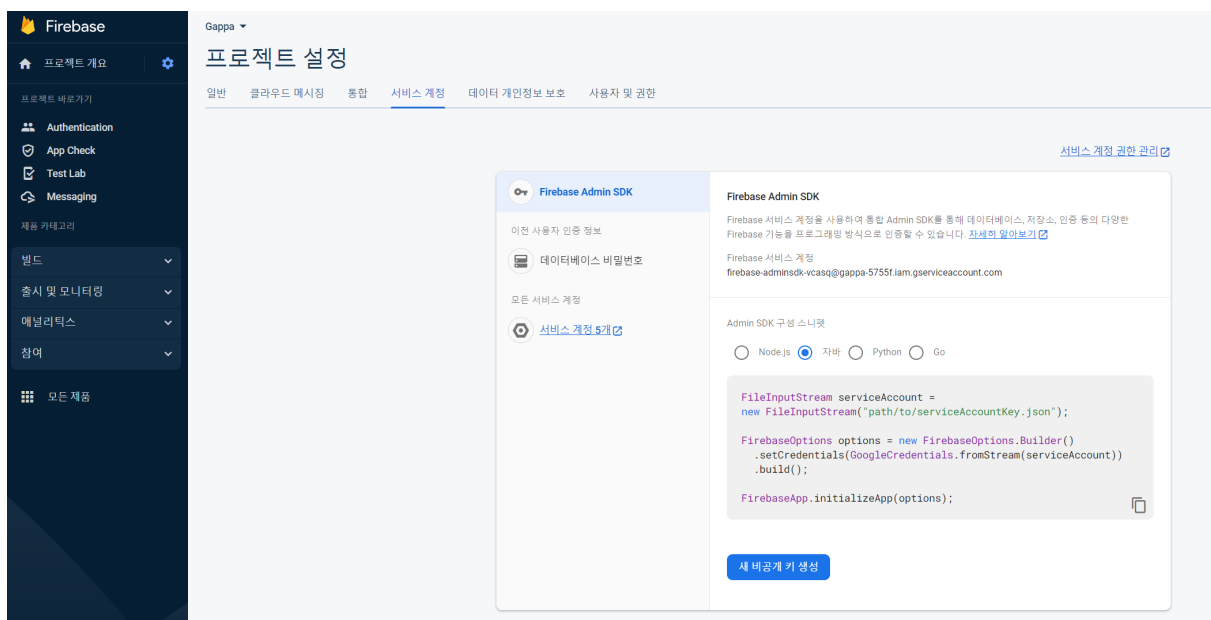 Firebase
프로젝트 개요
프로젝트 바로가기
Authentication
App Check
Test Lab
Messaging
제품 카테고리
빌드
출시 및 모니터링
애널리틱스
참여
모든 제품
Gappa
프로젝트 설정
일반 클라우드 메시징 통합 서비스 계정 데이터 개인정보 보호 사용자 및 권한
서비스 계정 권한 관리
Firebase Admin SDK
이전 사용자 인증 정보
데이터베이스 비밀번호
모든 서비스 계정
서비스 계정 5개
Firebase Admin SDK
Firebase 서비스 계정을 사용하여 통합 Admin SDK를 통해 데이터베이스, 저장소, 인증 등의 다양한
Firebase 기능을 프로그래밍 방식으로 인증할 수 있습니다. 자세히 알아보기
Firebase 서비스 계정
firebase-adminsdk-vcasq@gappa-5755f.iam.gserviceaccount.com
Admin SDK 구성 스니펫
Node.js 자바 Python Go
FileInputStream serviceAccount =
new FileInputStream("path/to/serviceAccountKey.json");
FirebaseOptions options = new FirebaseOptions.Builder()
.setCredentials(GoogleCredentials.fromStream(serviceAccount))
.build();
FirebaseApp.initializeApp(options);
새 비공개 키 생성